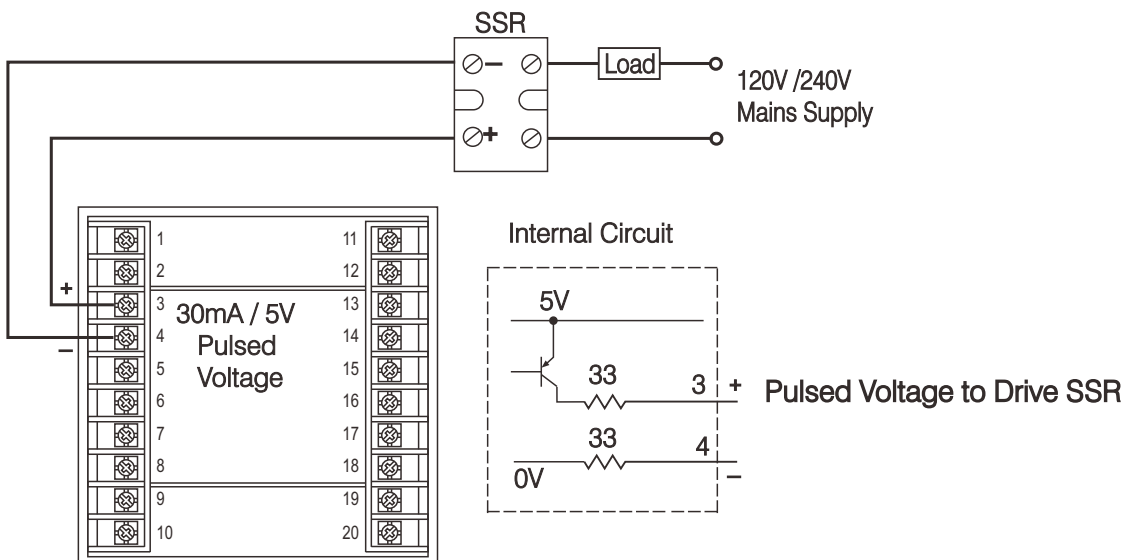 SSR
−
Load
120V /240V
Mains Supply
+
1
2
3
4
5
6
7
8
9
10
11
12
13
14
15
16
17
18
19
20
+
−
30mA / 5V
Pulsed
Voltage
Internal Circuit
5V
33
3 +
Pulsed Voltage to Drive SSR
33
4
−
0V